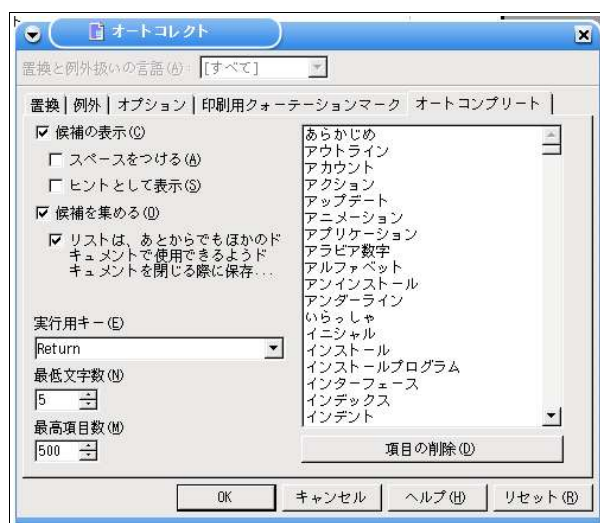 オートコレクト
置換と例外扱いの言語(A): [すべて]
置換 例外 オプション 印刷用クォーテーションマーク オートコンプリート
候補の表示(C)
スペースをつける(A)
ヒントとして表示(S)
候補を集める(O)
リストは、あとからでもほかのド
キュメントで使用できるようド
キュメントを閉じる際に保存...
実行用キー(E)
Return
最低文字数(N)
5
最高項目数(M)
500
あらかじめ
アウトライン
アカウント
アクション
アップデート
アニメーション
アプリケーション
アラビア数字
アルファベット
アンインストール
アンダーライン
いらっしゃ
イニシャル
インストール
インストールプログラム
インターフェース
インデックス
インデント
項目の削除(D)
OK キャンセル ヘルプ(H) リセット(R)